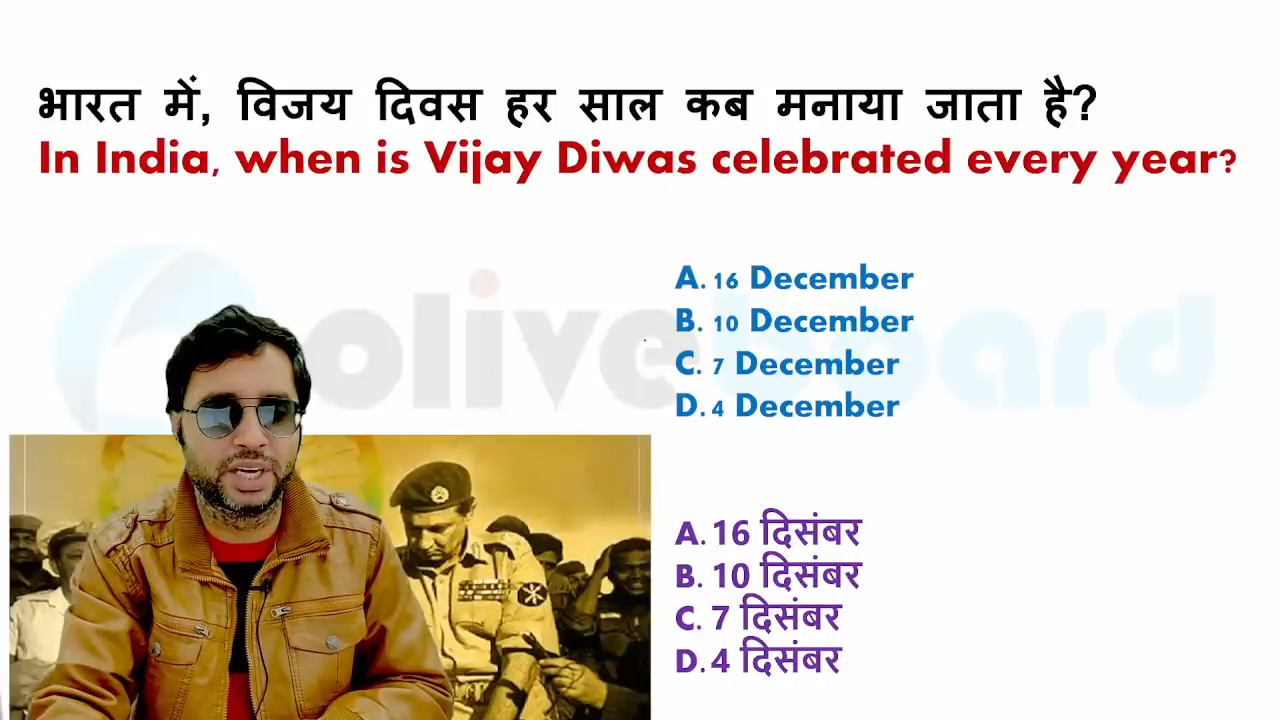 भारत में, विजय दिवस हर साल कब मनाया जाता है?
In India, when is Vijay Diwas celebrated every year?
oliveboard
A. 16 December
B. 10 December
C. 7 December
D. 4 December
A. 16 दिसंबर
B. 10 दिसंबर
C. 7 दिसंबर
D. 4 दिसंबर